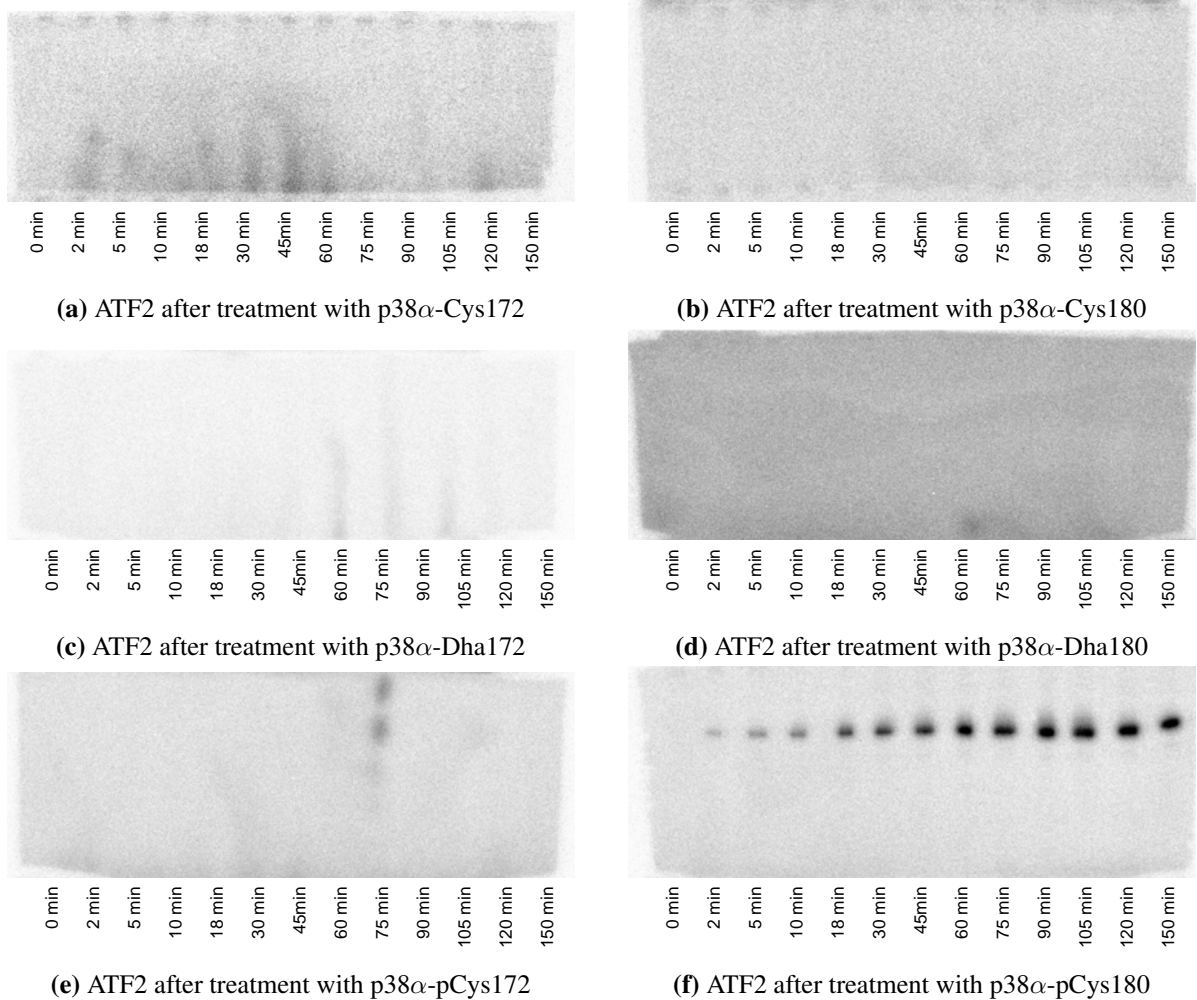 0 min 2 min 5 min 10 min 18 min 30 min 45min 60 min 75 min 90 min 105 min 120 min 150 min
(a) ATF2 after treatment with p38α-Cys172
0 min 2 min 5 min 10 min 18 min 30 min 45min 60 min 75 min 90 min 105 min 120 min 150 min
(b) ATF2 after treatment with p38α-Cys180
0 min 2 min 5 min 10 min 18 min 30 min 45min 60 min 75 min 90 min 105 min 120 min 150 min
(c) ATF2 after treatment with p38α-Dha172
0 min 2 min 5 min 10 min 18 min 30 min 45min 60 min 75 min 90 min 105 min 120 min 150 min
(d) ATF2 after treatment with p38α-Dha180
0 min 2 min 5 min 10 min 18 min 30 min 45min 60 min 75 min 90 min 105 min 120 min 150 min
(e) ATF2 after treatment with p38α-pCys172
0 min 2 min 5 min 10 min 18 min 30 min 45min 60 min 75 min 90 min 105 min 120 min 150 min
(f) ATF2 after treatment with p38α-pCys180